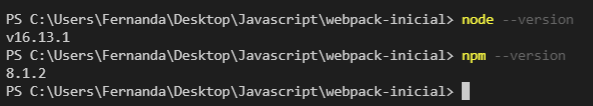 PS C:\Users\Fernanda\Desktop\Javascript\webpack-inicial> node --version
v16.13.1
PS C:\Users\Fernanda\Desktop\Javascript\webpack-inicial> npm --version
8.1.2
PS C:\Users\Fernanda\Desktop\Javascript\webpack-inicial>